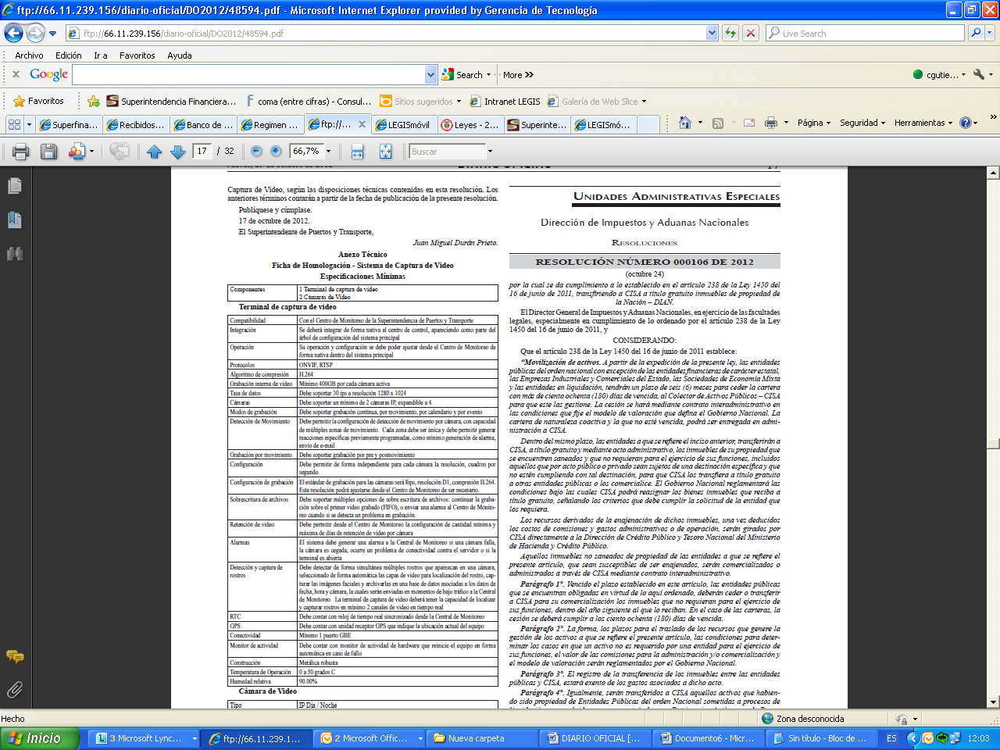 ftp://66.11.239.156/diario-oficial/DO2012/48594.pdf - Microsoft Internet Explorer provided by Gerencia de Tecnología
ftp://66.11.239.156/diario-oficial/DO2012/48594.pdf
Live Search
Archivo Edición Ir a Favoritos Ayuda
x Google Search More >> cgutie...
Favoritos Superintendencia Financiera... coma (entre cifras) - Consul... Sitios sugeridos Intranet LEGIS Galería de Web Slice
Superfina... Recibidos... Banco de ... Regimen ... ftp://... x LEGISmóvil Leyes - 2... Superinte... LEGISmó... Página Seguridad Herramientas
17 / 32 66,7% Buscar
DIARIO OFICIAL 17
Captura de Video, según las disposiciones técnicas contenidas en esta resolución. Los
anteriores términos contarán a partir de la fecha de publicación de la presente resolución.
Publíquese y cúmplase.
17 de octubre de 2012.
El Superintendente de Puertos y Transporte,
Juan Miguel Durán Prieto.
Anexo Técnico
Ficha de Homologación - Sistema de Captura de Video
Especificaciones Mínimas
Componentes 1 Terminal de captura de video
2 Cámaras de Video
Terminal de captura de video
Compatibilidad Con el Centro de Monitoreo de la Superintendencia de Puertos y Transporte
Integración Se deberá integrar de forma nativa al centro de control, apareciendo como parte del
árbol de configuración del sistema principal
Operación Su operación y configuración se debe poder ajustar desde el Centro de Monitoreo de
forma nativa dentro del sistema principal
Protocolos ONVIF, RTSP
Algoritmo de compresión H.264
Grabación interna de video Mínimo 400GB por cada cámara activa
Tasa de datos Debe soportar 30 ips a resolución 1280 x 1024
Cámaras Debe soportar un mínimo de 2 cámaras IP, expandible a 4.
Modos de grabación Debe soportar grabación continua, por movimiento, por calendario y por evento
Detección de Movimiento Debe permitir la configuración de detección de movimiento por cámara, con capacidad
de múltiples zonas de movimiento. Cada zona debe ser única y debe permitir generar
reacciones específicas previamente programadas, como mínimo generación de alarma,
envío de e-mail
Grabación por movimiento Debe soportar grabación por pre y posmovimiento
Configuración Debe permitir de forma independiente para cada cámara la resolución, cuadros por
segundo.
Configuración de grabación El estándar de grabación para las cámaras será 8ips, resolución D1, compresión H.264.
Esta resolución podrá ajustarse desde el Centro de Monitoreo de ser necesario.
Sobrescritura de archivos Debe soportar múltiples opciones de sobre escritura de archivos: continuar la graba-
ción sobre el primer video grabado (FIFO), o enviar una alarma al Centro de Monito-
reo cuando si se detecta un problema en grabación.
Retención de video Debe permitir desde el Centro de Monitoreo la configuración de cantidad mínima y
máxima de días de retención de video por cámara
Alarmas El sistema debe generar una alarma a la Central de Monitoreo si una cámara falla,
la cámara es cegada, ocurre un problema de conectividad contra el servidor o si la
terminal es abierta
Detección y captura de
rostros Debe detectar de forma simultánea múltiples rostros que aparezcan en una cámara,
seleccionado de forma automática las capas de video para localización del rostro, cap-
turar las imágenes faciales y archivarlas en una base de datos asociadas a los datos de
fecha, hora y cámara, la cuales serán enviadas en momentos de bajo tráfico a la Central
de Monitoreo. La terminal de captura de video deberá tener la capacidad de localizar
y capturar rostros en mínimo 2 canales de video en tiempo real
RTC Debe contar con reloj de tiempo real sincronizado desde la Central de Monitoreo
GPS Debe contar con unidad receptor GPS que indique la ubicación actual del equipo
Conectividad Mínimo 1 puerto GBE
Monitor de actividad Debe contar con monitor de actividad de hardware que reinicie el equipo en forma
automática en caso de fallo
Construcción Metálica robusta
Temperatura de Operación 0 a 50 grados C
Humedad relativa 90.00%
Cámara de Video
Tipo IP Día / Noche
UNIDADES ADMINISTRATIVAS ESPECIALES
Dirección de Impuestos y Aduanas Nacionales
RESOLUCIONES
RESOLUCIÓN NÚMERO 000106 DE 2012
(octubre 24)
por la cual se da cumplimiento a lo establecido en el artículo 238 de la Ley 1450 del
16 de junio de 2011, transfiriendo a CISA a título gratuito inmuebles de propiedad de
la Nación – DIAN.
El Director General de Impuestos y Aduanas Nacionales, en ejercicio de las facultades
legales, especialmente en cumplimiento de lo ordenado por el artículo 238 de la Ley
1450 del 16 de junio de 2011, y
CONSIDERANDO:
Que el artículo 238 de la Ley 1450 del 16 de junio de 2011 establece:
“Movilización de activos. A partir de la expedición de la presente ley, las entidades
públicas del orden nacional con excepción de las entidades financieras de carácter estatal,
las Empresas Industriales y Comerciales del Estado, las Sociedades de Economía Mixta
y las entidades en liquidación, tendrán un plazo de seis (6) meses para ceder la cartera
con más de ciento ochenta (180) días de vencida, al Colector de Activos Públicos – CISA
para que este las gestione. La cesión se hará mediante contrato interadministrativo en
las condiciones que fije el modelo de valoración que defina el Gobierno Nacional. La
cartera de naturaleza coactiva y la que no esté vencida, podrá ser entregada en admi-
nistración a CISA.
Dentro del mismo plazo, las entidades a que se refiere el inciso anterior, transferirán a
CISA, a título gratuito y mediante acto administrativo, los inmuebles de su propiedad que
se encuentren saneados y que no requieran para el ejercicio de sus funciones, incluidos
aquellos que por acto público o privado sean sujetos de una destinación específica y que
no estén cumpliendo con tal destinación, para que CISA los transfiera a título gratuito
a otras entidades públicas o los comercialice. El Gobierno Nacional reglamentará las
condiciones bajo las cuales CISA podrá reasignar los bienes inmuebles que reciba a
título gratuito, señalando los criterios que debe cumplir la solicitud de la entidad que
los requiera.
Los recursos derivados de la enajenación de dichos inmuebles, una vez deducidos
los costos de comisiones y gastos administrativos o de operación, serán girados por
CISA directamente a la Dirección de Crédito Público y Tesoro Nacional del Ministerio
de Hacienda y Crédito Público.
Aquellos inmuebles no saneados de propiedad de las entidades a que se refiere el
presente artículo, que sean susceptibles de ser enajenados, serán comercializados o
administrados a través de CISA mediante contrato interadministrativo.
Parágrafo 1°. Vencido el plazo establecido en este artículo, las entidades públicas
que se encuentran obligadas en virtud de lo aquí ordenado, deberán ceder o transferir
a CISA para su comercialización los inmuebles que no requieran para el ejercicio de
sus funciones, dentro del año siguiente al que lo reciban. En el caso de las carteras, la
cesión se deberá cumplir a los ciento ochenta (180) días de vencida.
Parágrafo 2°. La forma, los plazos para el traslado de los recursos que genere la
gestión de los activos a que se refiere el presente artículo, las condiciones para deter-
minar los casos en que un activo no es requerido por una entidad para el ejercicio de
sus funciones, el valor de las comisiones para la administración y/o comercialización y
el modelo de valoración serán reglamentados por el Gobierno Nacional.
Parágrafo 3°. El registro de la transferencia de los inmuebles entre las entidades
públicas y CISA, estará exento de los gastos asociados a dicho acto.
Parágrafo 4°. Igualmente, serán transferidos a CISA aquellos activos que habien-
do sido propiedad de Entidades Públicas del orden Nacional sometidas a procesos de
Hecho Zona desconocida
Inicio 3 Microsoft Lync... ftp://66.11.239.1... 2 Microsoft Offic... Nueva carpeta DIARIO OFICIAL [... Documento6 - Micr... Sin título - Bloc de ... ES 12:03